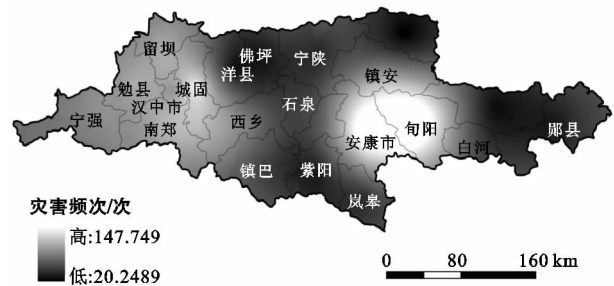 留坝
佛坪
宁陕
洋县
镇安
勉县
城固
汉中市
石泉
宁强
南郑
西乡
安康市
旬阳
白河
郧县
镇巴
紫阳
岚皋
灾害频次/次
高:147.749
低:20.2489
0 80 160 km